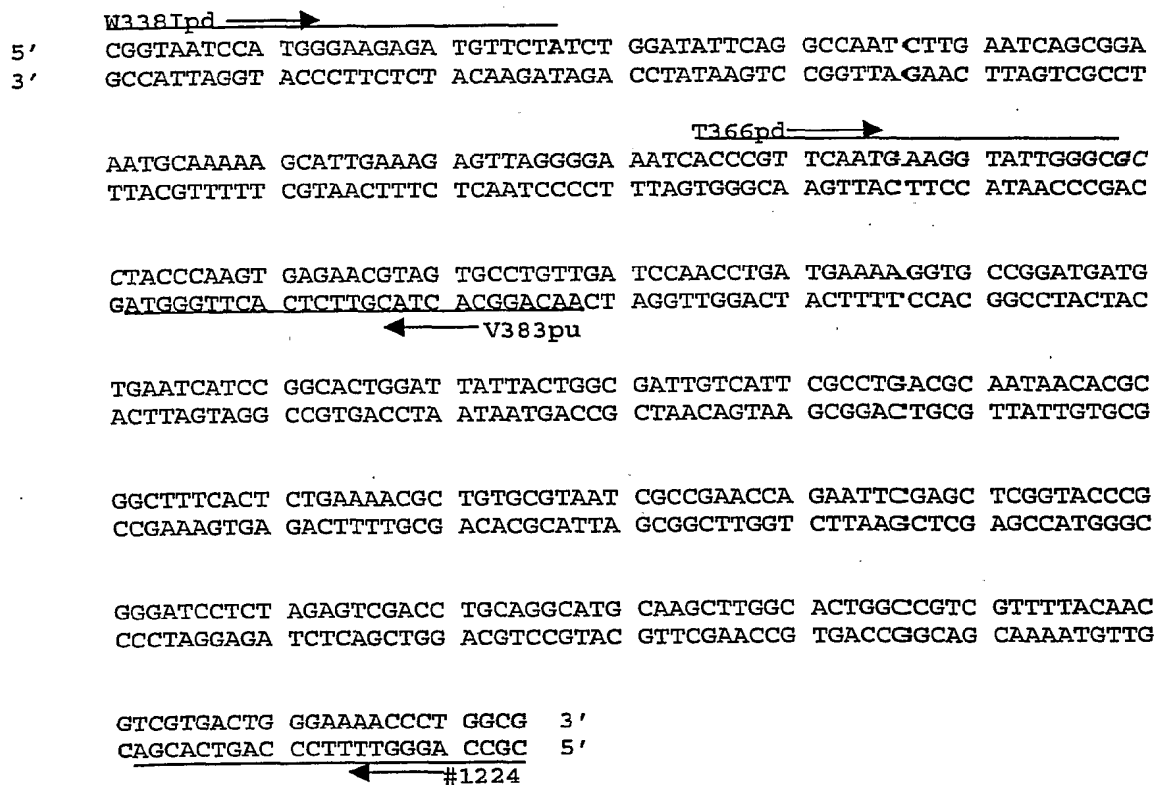 W338Ipd
5' CGGTAATCCA TGGGAAGAGA TGTTCTATCT GGATATTCAG GCCAATCTTG AATCAGCGGA
3' GCCATTAGGT ACCCTTCTCT ACAAGATAGA CCTATAAGTC CGGTTAGAAC TTAGTCGCCT
T366pd
AATGCAAAAA GCATTGAAAG AGTTAGGGGA AATCACCCGT TCAATGAAGG TATTGGGCGC
TTACGTTTTT CGTAACTTTC TCAATCCCCT TTAGTGGGCA AGTTACTTCC ATAACCCGAC
CTACCCAAGT GAGAACGTAG TGCCTGTTGA TCCAACCTGA TGAAAAGGTG CCGGATGATG
GATGGGTTCA CTCTTGCATC ACGGACAACT AGGTTGGACT ACTTTTCCAC GGCCTACTAC
V383pu
TGAATCATCC GGCACTGGAT TATTACTGGC GATTGTCATT CGCCTGACGC AATAACACGC
ACTTAGTAGG CCGTGACCTA ATAATGACCG CTAACAGTAA GCGGACTGCG TTATTGTGCG
GGCTTTCACT CTGAAAACGC TGTGCGTAAT CGCCGAACCA GAATTCGAGC TCGGTACCCG
CCGAAAGTGA GACTTTTGCG ACACGCATTA GCGGCTTGGT CTTAAGCTCG AGCCATGGGC
GGGATCCTCT AGAGTCGACC TGCAGGCATG CAAGCTTGGC ACTGGCCGTC GTTTTACAAC
CCCTAGGAGA TCTCAGCTGG ACGTCCGTAC GTTCGAACCG TGACCGGCAG CAAAATGTTG
GTCGTGACTG GGAAAACCCT GGCG 3'
CAGCACTGAC CCTTTTGGGA CCGC 5'
#1224